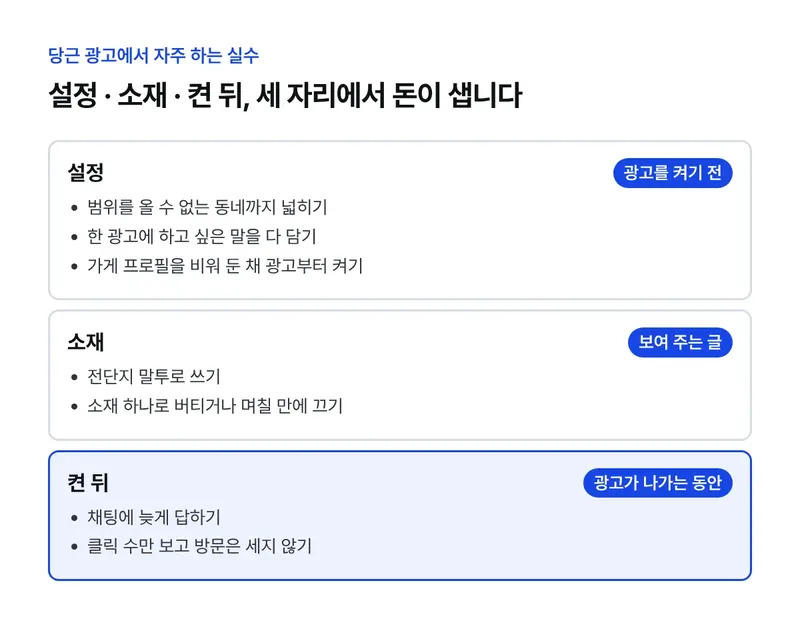 당근 광고에서 자주 하는 실수
설정 · 소재 · 켠 뒤, 세 자리에서 돈이 샙니다
설정
광고를 켜기 전
• 범위를 올 수 없는 동네까지 넓히기
• 한 광고에 하고 싶은 말을 다 담기
• 가게 프로필을 비워 둔 채 광고부터 켜기
소재
보여 주는 글
• 전단지 말투로 쓰기
• 소재 하나로 버티거나 며칠 만에 끄기
켠 뒤
광고가 나가는 동안
• 채팅에 늦게 답하기
• 클릭 수만 보고 방문은 세지 않기